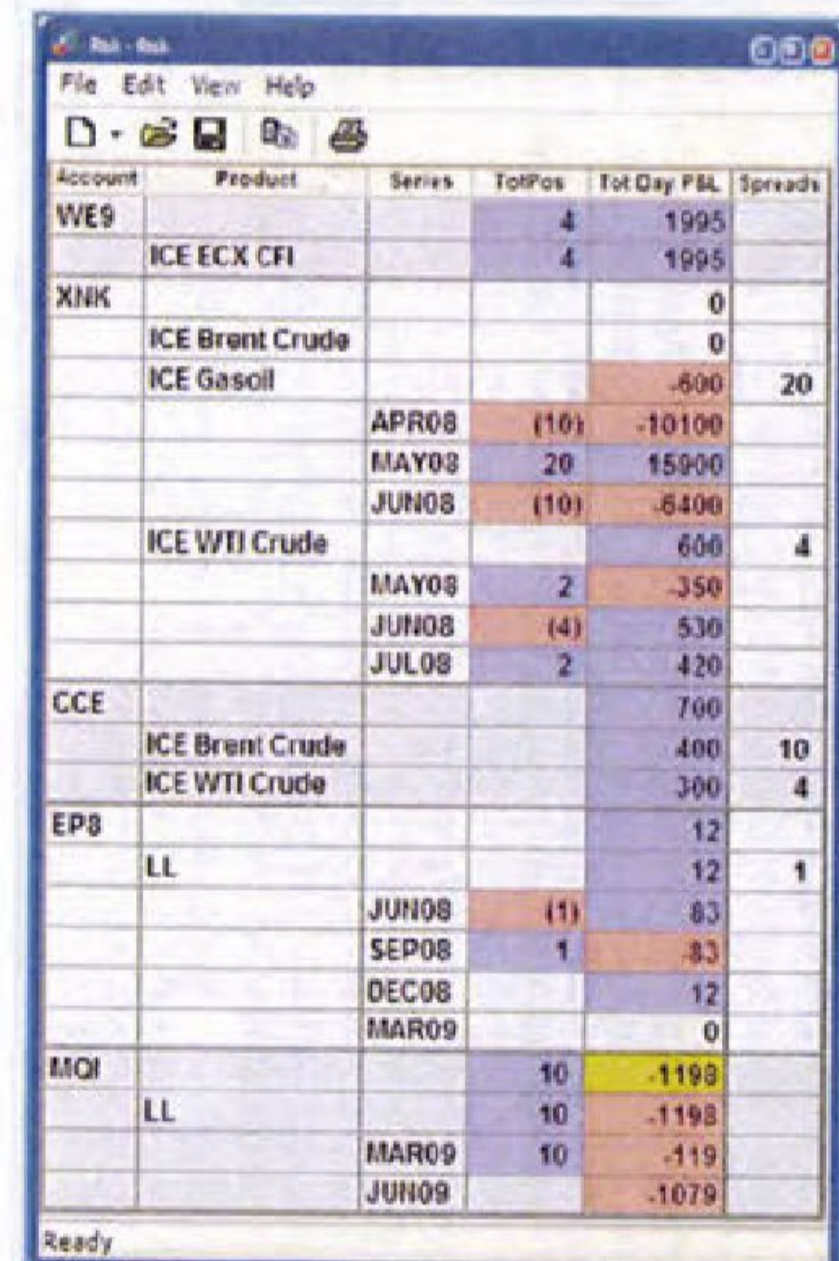 Risk - Risk
File Edit View Help
Account Product Series TotPos Tot Day P&L Spreads
WE9 4 1995
ICE ECX CFI 4 1995
XNK 0
ICE Brent Crude 0
ICE Gasoil -600 20
APR08 (10) -10100
MAY08 20 15900
JUN08 (10) -6400
ICE WTI Crude 600 4
MAY08 2 -350
JUN08 (4) 530
JUL08 2 420
CCE 700
ICE Brent Crude 400 10
ICE WTI Crude 300 4
EP8 12
LL 12 1
JUN08 (1) 83
SEP08 1 -83
DEC08 12
MAR09 0
MQI 10 -1198
LL 10 -1198
MAR09 10 -119
JUN09 -1079
Ready